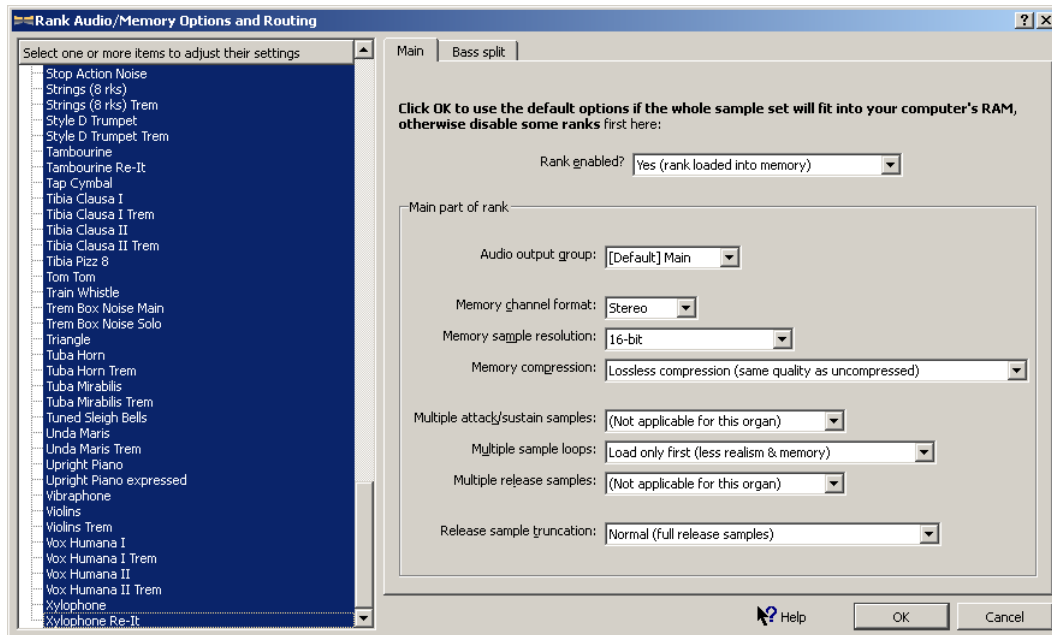 Rank Audio/Memory Options and Routing
Select one or more items to adjust their settings
Stop Action Noise
Strings (8 rks)
Strings (8 rks) Trem
Style D Trumpet
Style D Trumpet Trem
Tambourine
Tambourine Re-It
Tap Cymbal
Tibia Clausa I
Tibia Clausa I Trem
Tibia Clausa II
Tibia Clausa II Trem
Tibia Pizz 8
Tom Tom
Train Whistle
Trem Box Noise Main
Trem Box Noise Solo
Triangle
Tuba Horn
Tuba Horn Trem
Tuba Mirabilis
Tuba Mirabilis Trem
Tuned Sleigh Bells
Unda Maris
Unda Maris Trem
Upright Piano
Upright Piano expressed
Vibraphone
Violins
Violins Trem
Vox Humana I
Vox Humana I Trem
Vox Humana II
Vox Humana II Trem
Xylophone
Xylophone Re-It
Main Bass split
Click OK to use the default options if the whole sample set will fit into your computer's RAM,
otherwise disable some ranks first here:
Rank enabled? Yes (rank loaded into memory)
Main part of rank
Audio output group: [Default] Main
Memory channel format: Stereo
Memory sample resolution: 16-bit
Memory compression: Lossless compression (same quality as uncompressed)
Multiple attack/sustain samples: (Not applicable for this organ)
Multiple sample loops: Load only first (less realism & memory)
Multiple release samples: (Not applicable for this organ)
Release sample truncation: Normal (full release samples)
Help OK Cancel